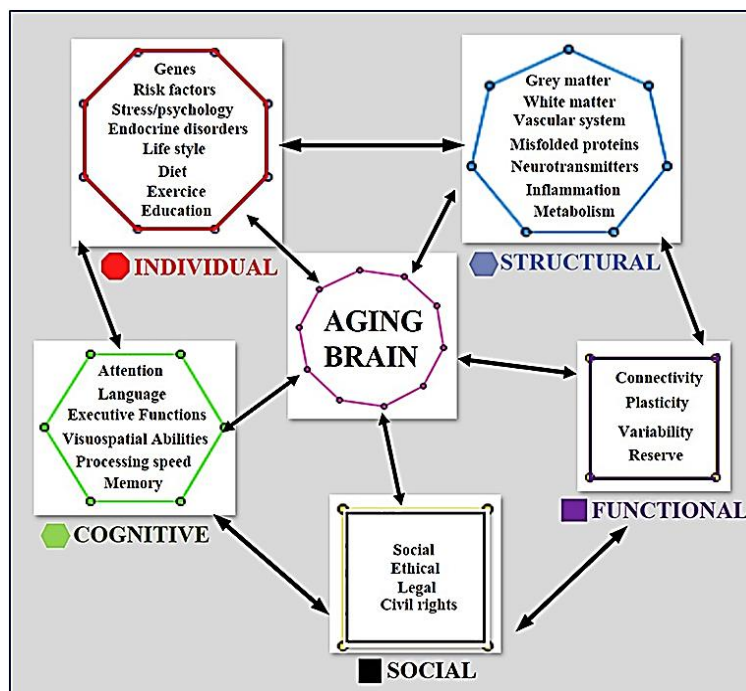 Genes
Risk factors
Stress/psychology
Endocrine disorders
Life style
Diet
Exercice
Education
INDIVIDUAL
Grey matter
White matter
Vascular system
Misfolded proteins
Neurotransmitters
Inflammation
Metabolism
STRUCTURAL
AGING
BRAIN
Attention
Language
Executive Functions
Visuospatial Abilities
Processing speed
Memory
COGNITIVE
Connectivity
Plasticity
Variability
Reserve
FUNCTIONAL
Social
Ethical
Legal
Civil rights
SOCIAL